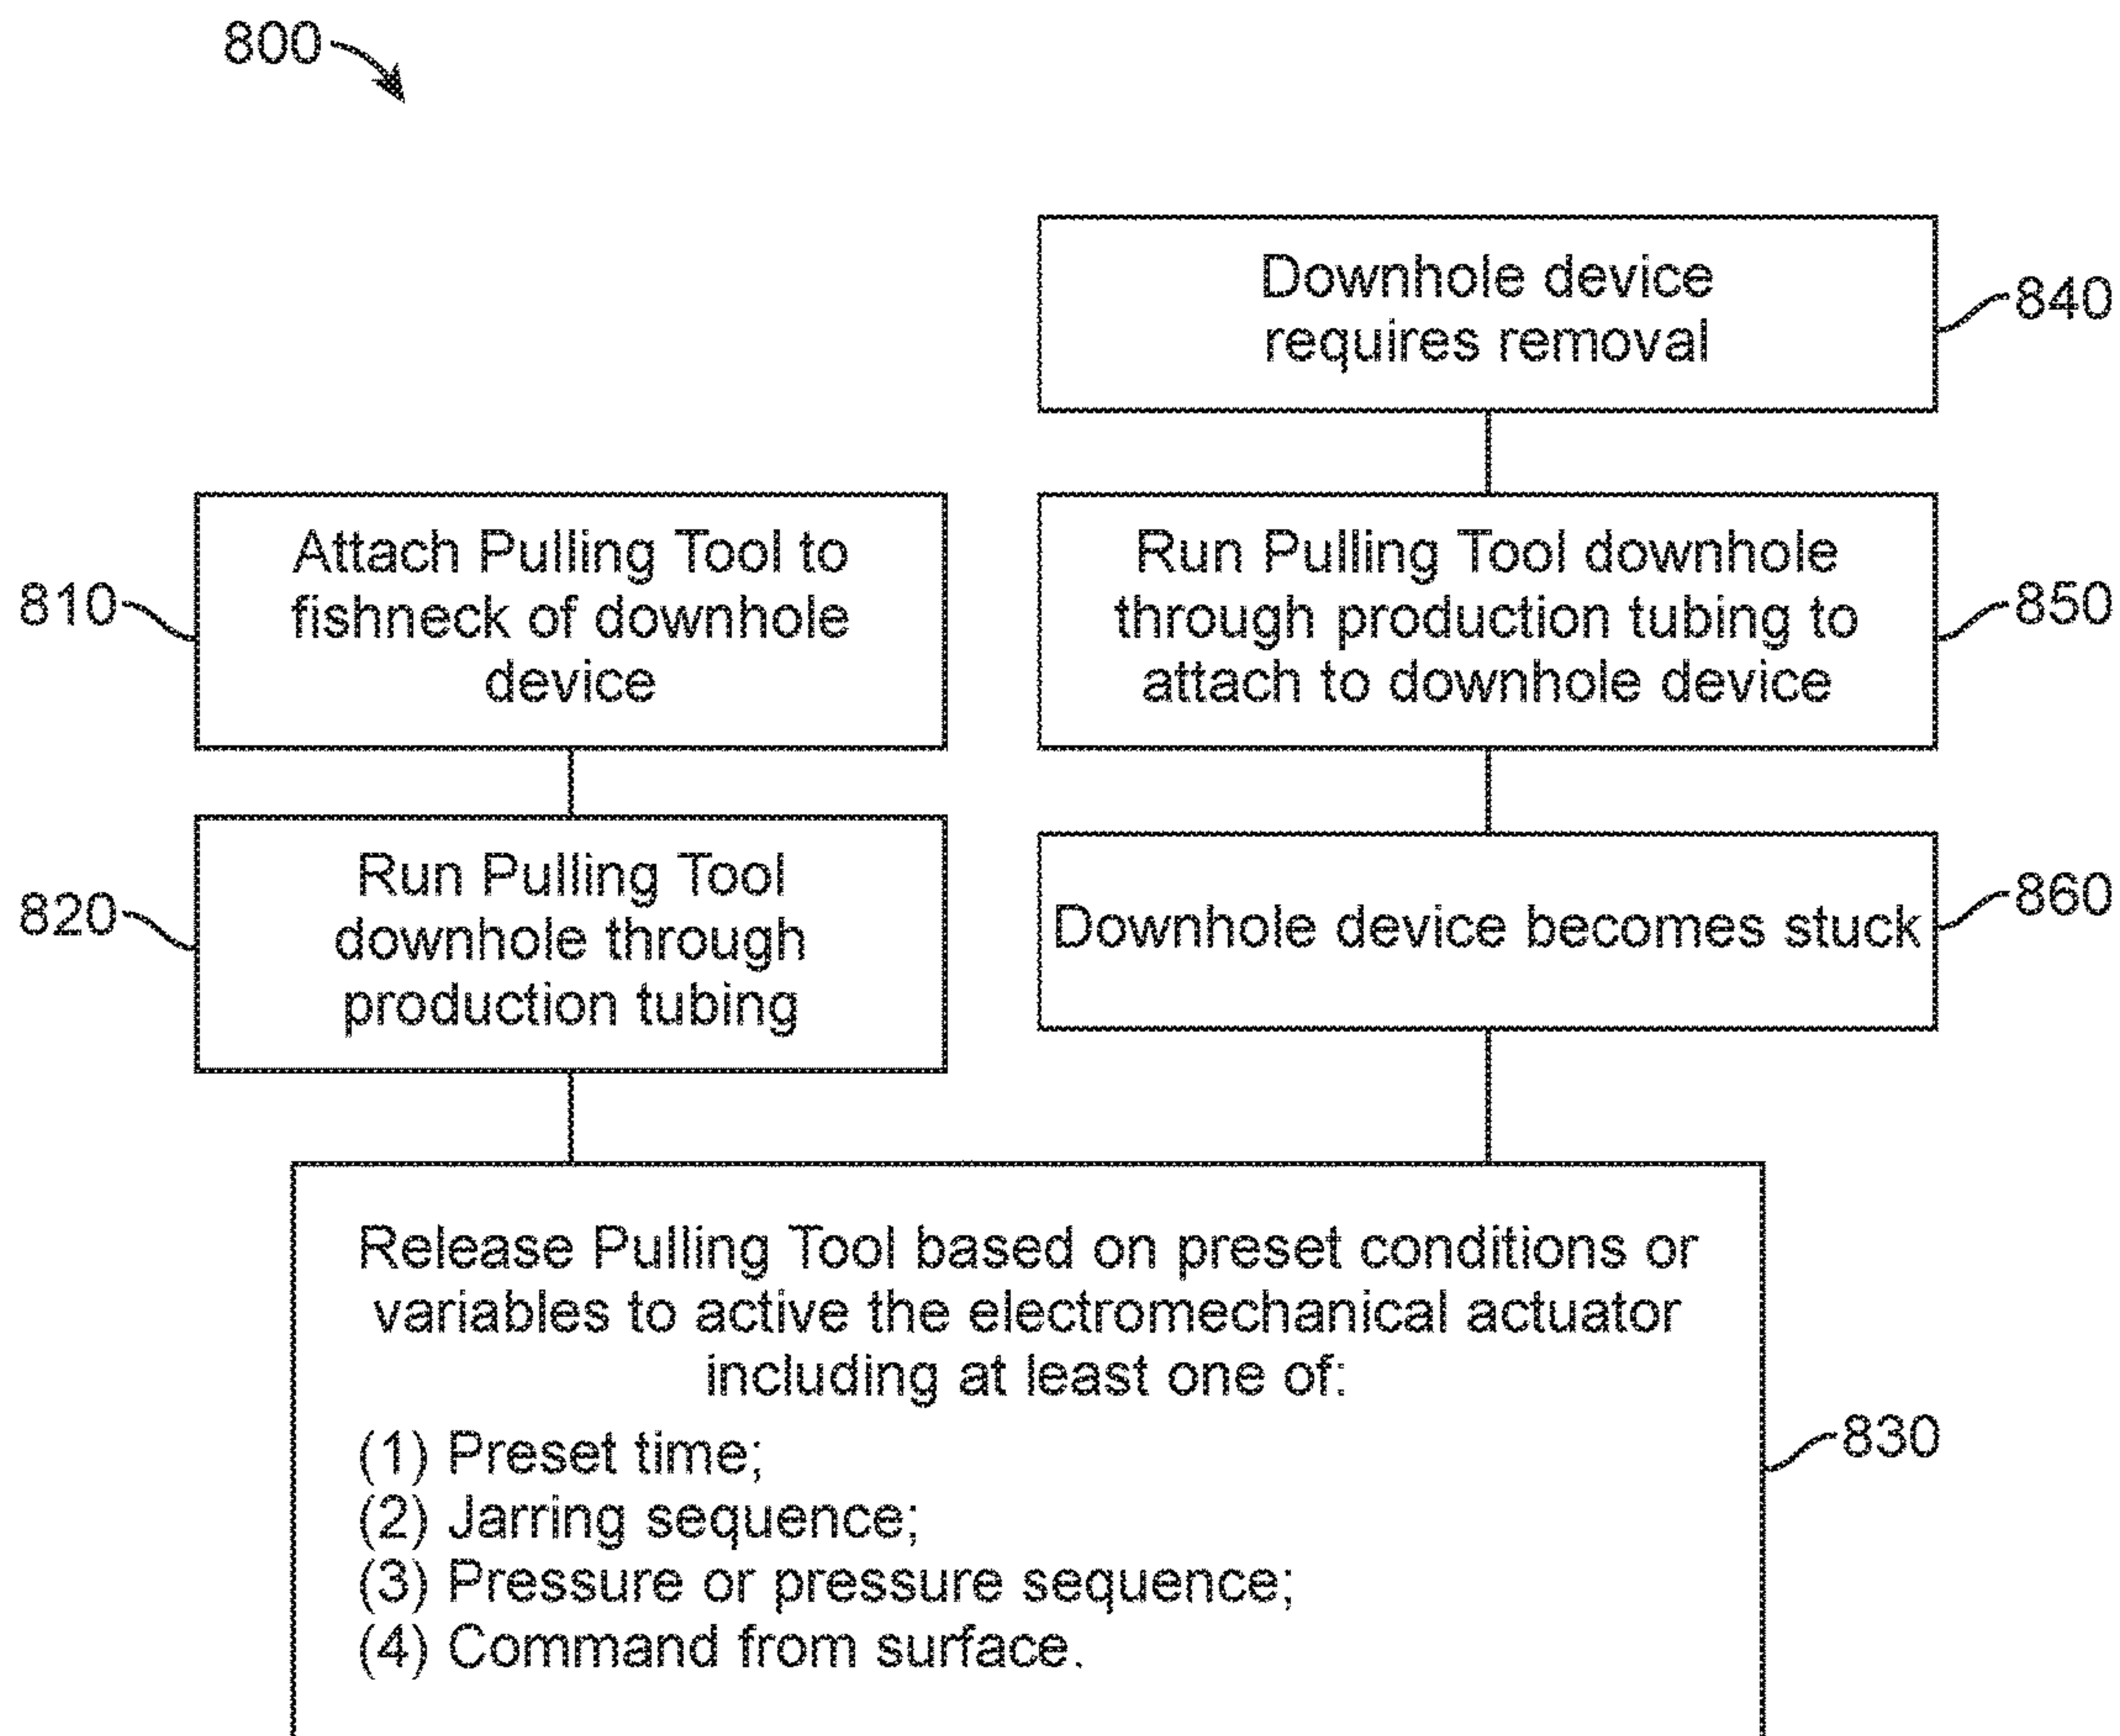 800
Downhole device
requires removal
840
Attach Pulling Tool to
fishneck of downhole
device
810
Run Pulling Tool downhole
through production tubing to
attach to downhole device
850
Run Pulling Tool
downhole through
production tubing
820
Downhole device becomes stuck
860
Release Pulling Tool based on preset conditions or
variables to active the electromechanical actuator
including at least one of:
(1) Preset time;
(2) Jarring sequence;
(3) Pressure or pressure sequence;
(4) Command from surface.
830